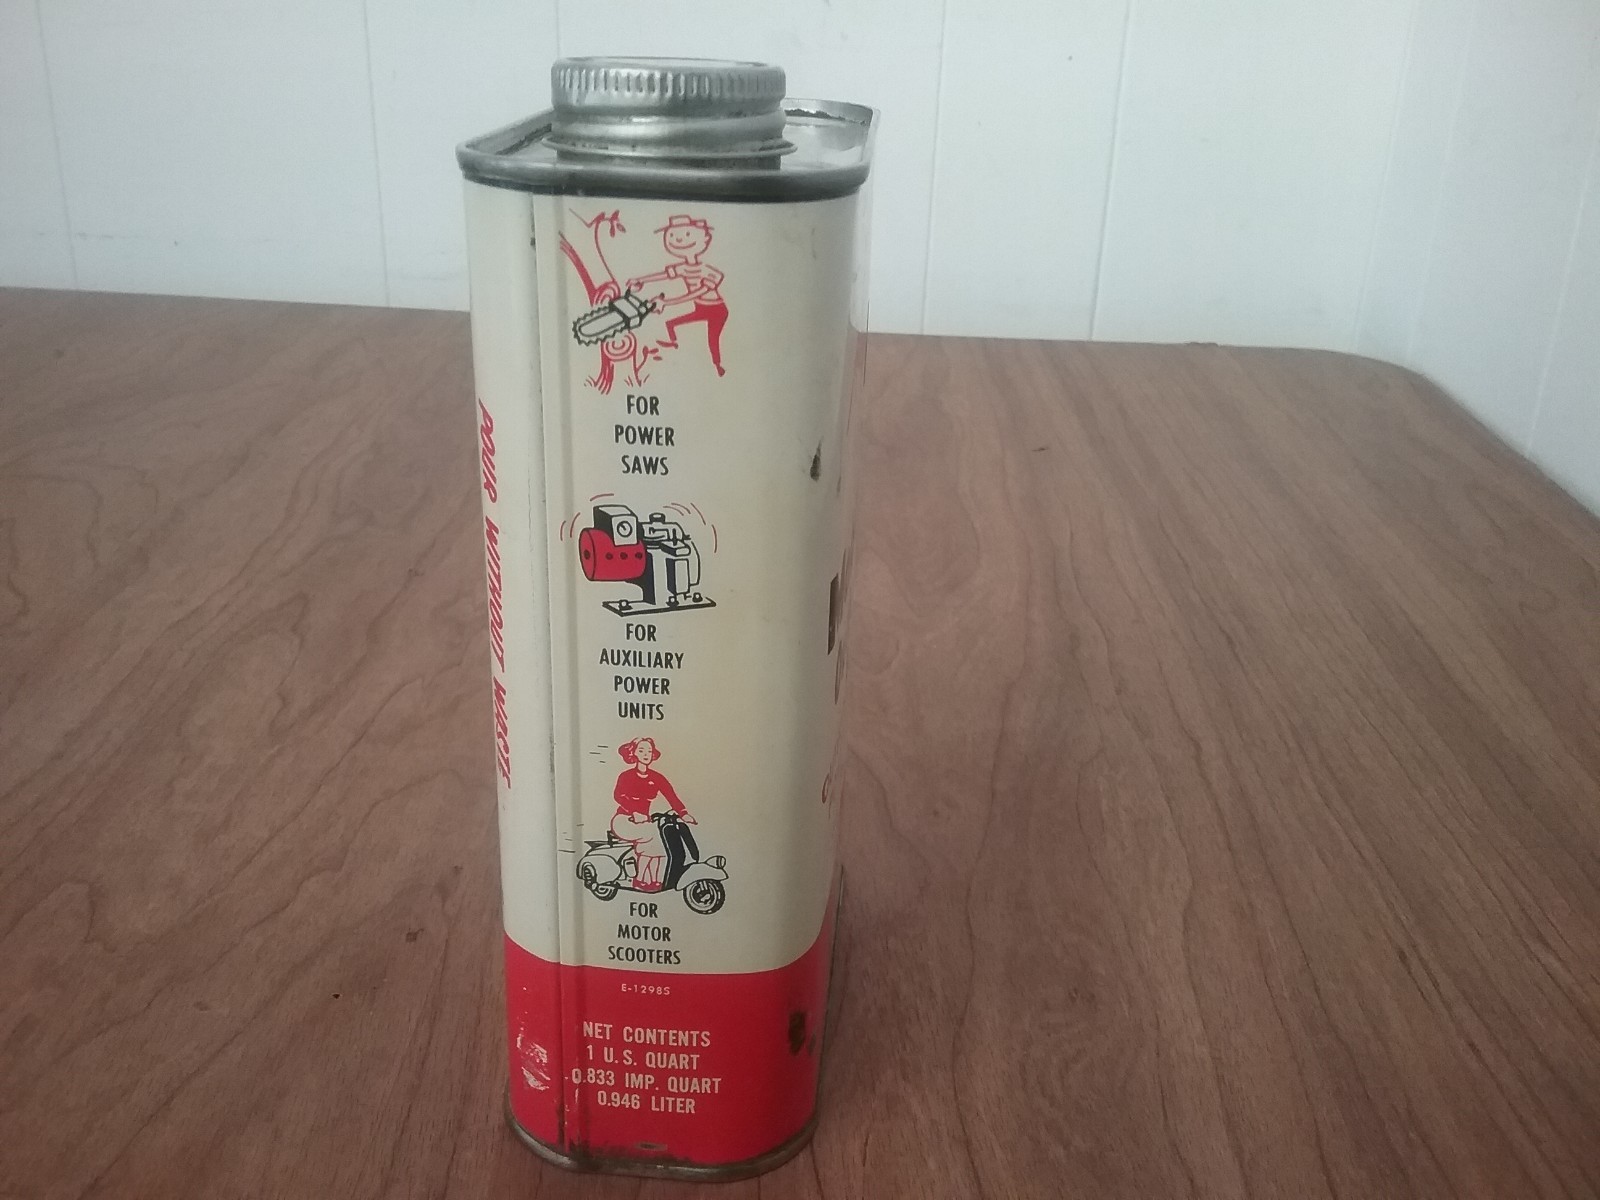 FOR
POWER
SAWS
FOR
AUXILIARY
POWER
UNITS
FOR
MOTOR
SCOOTERS
E-1298S
NET CONTENTS
1 U.S. QUART
0.833 IMP. QUART
0.946 LITER
POUR WITHOUT WASTE